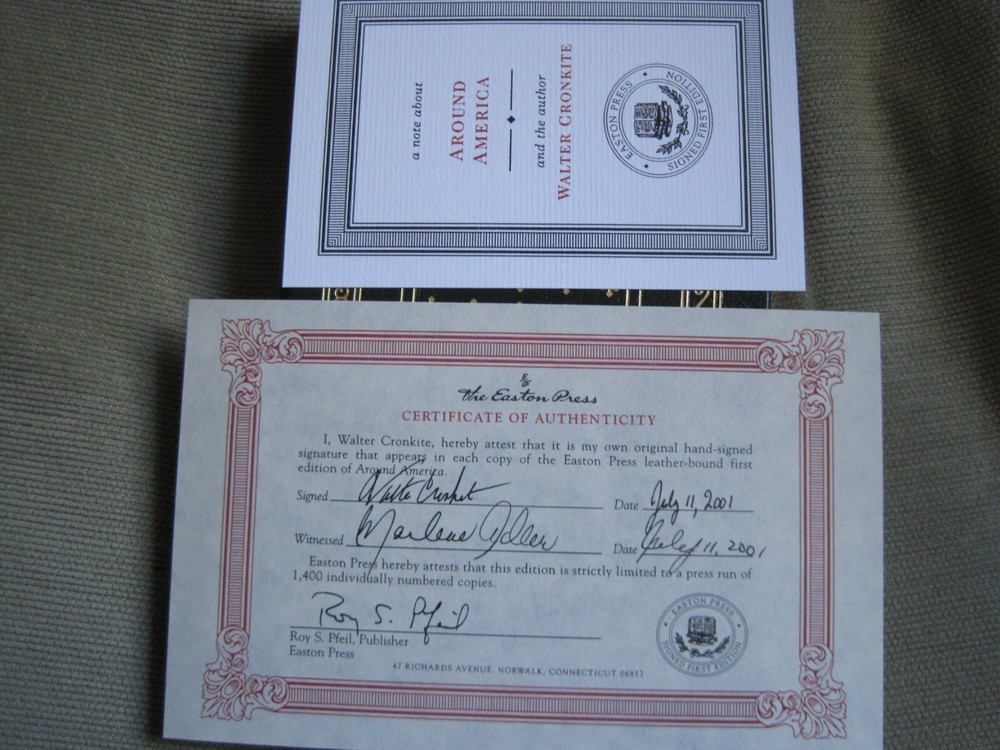 a note about
AROUND
AMERICA
and the author
WALTER CRONKITE
EASTON PRESS
SIGNED FIRST EDITION
the Easton Press
CERTIFICATE OF AUTHENTICITY
I, Walter Cronkite, hereby attest that it is my own original hand-signed
signature that appears in each copy of the Easton Press leather-bound first
edition of Around America.
Signed Walter Cronkite Date July 11, 2001
Witnessed Marlene Adler Date July 11, 2001
Easton Press hereby attests that this edition is strictly limited to a press run of
1,400 individually numbered copies.
Roy S. Pfeil
Roy S. Pfeil, Publisher
Easton Press
EASTON PRESS
SIGNED FIRST EDITION
47 RICHARDS AVENUE, NORWALK, CONNECTICUT 06857